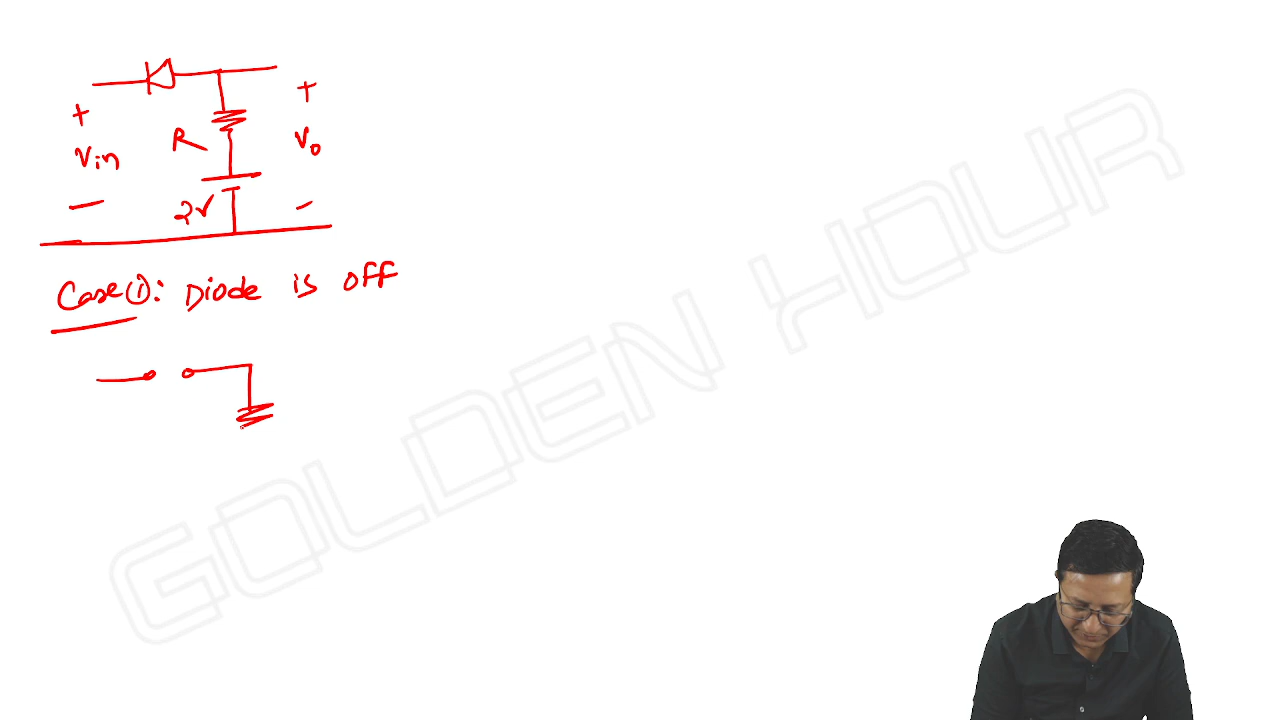 + +
Vin R Vo
- 2V -
Case(i): Diode is off
GOLDEN HOUR